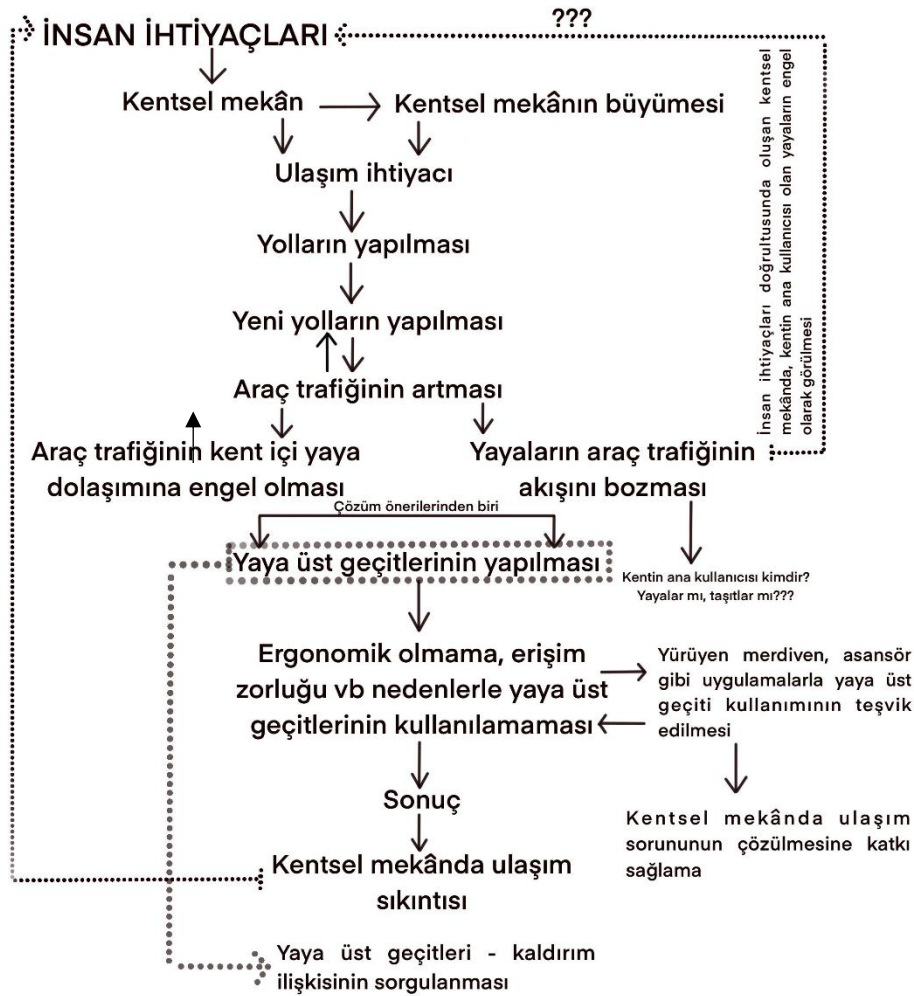 ???
İNSAN İHTİYAÇLARI
Kentsel mekân
Kentsel mekânın büyümesi
Ulaşım ihtiyacı
Yolların yapılması
Yeni yolların yapılması
Araç trafiğinin artması
İnsan ihtiyaçları doğrultusunda oluşan kentsel
mekânda, kentin ana kullanıcısı olan yayaların engel
olarak görülmesi
Araç trafiğinin kent içi yaya
dolaşımına engel olması
Yayaların araç trafiğinin
akışını bozması
Çözüm önerilerinden biri
Yaya üst geçitlerinin yapılması
Kentin ana kullanıcısı kimdir?
Yayalar mı, taşıtlar mı???
Ergonomik olmama, erişim
zorluğu vb nedenlerle yaya üst
geçitlerinin kullanılamaması
Yürüyen merdiven, asansör
gibi uygulamalarla yaya üst
geçiti kullanımının teşvik
edilmesi
Sonuç
Kentsel mekânda ulaşım
sorununun çözülmesine katkı
sağlama
Kentsel mekânda ulaşım
sıkıntısı
Yaya üst geçitleri - kaldırım
ilişkisinin sorgulanması